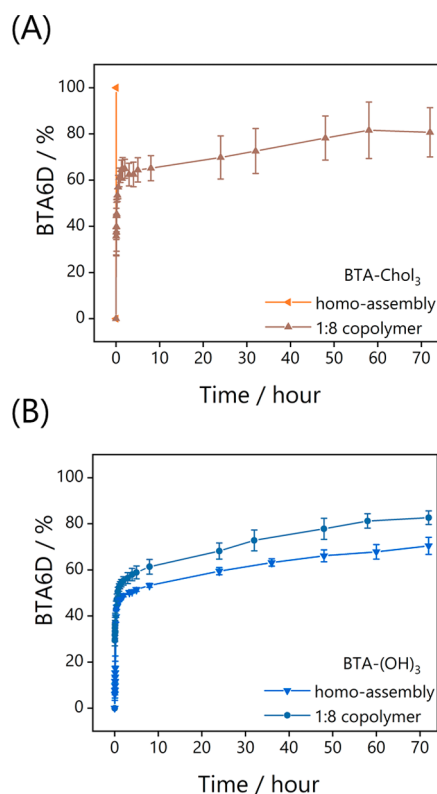 (A)
100
80
60
40
20
0
BTA6D / %
BTA-Chol₃
homo-assembly
1:8 copolymer
0 10 20 30 40 50 60 70
Time / hour
(B)
100
80
60
40
20
0
BTA6D / %
BTA-(OH)₃
homo-assembly
1:8 copolymer
0 10 20 30 40 50 60 70
Time / hour